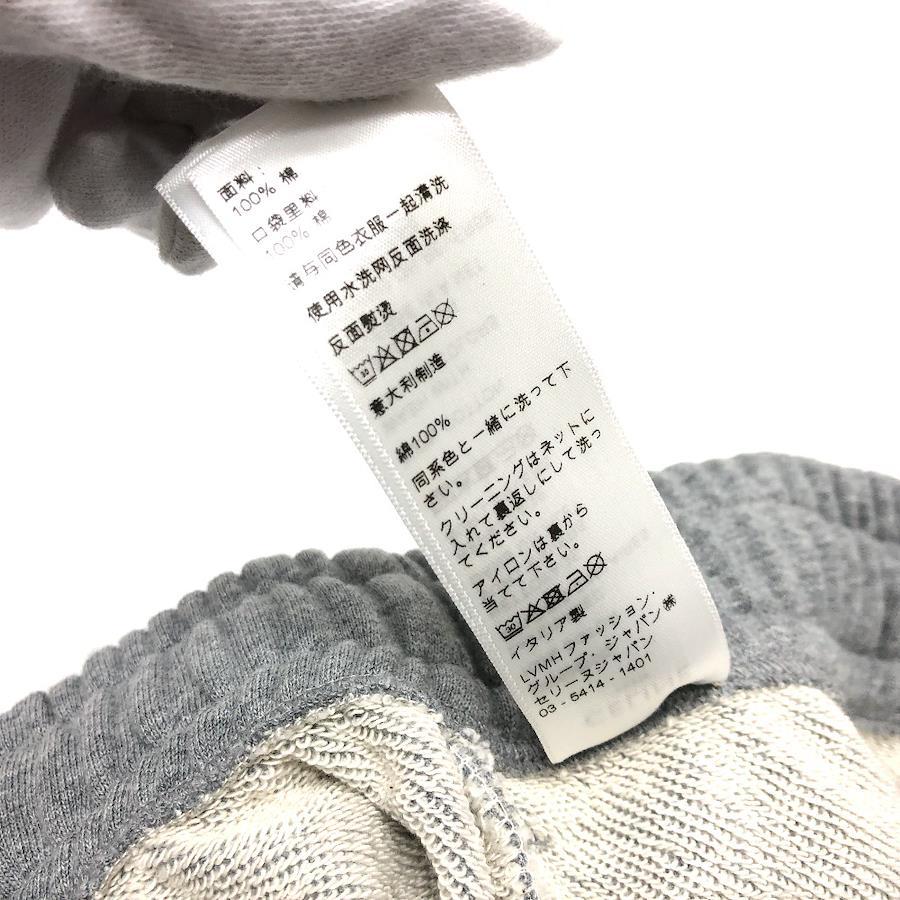 面料：
100% 棉
口袋里料
100% 棉
请与同色衣服一起清洗
使用水洗网反面洗涤
反面熨烫
30
意大利制造
綿100%
同系色と一緒に洗って下
さい。
クリーニングはネットに
入れて裏返しにして洗っ
てください。
アイロンは裏から
当てて下さい。
30
イタリア製
LVMHファッション・
グループ・ジャパン㈱
セリーヌジャパン
03 - 5414 - 1401